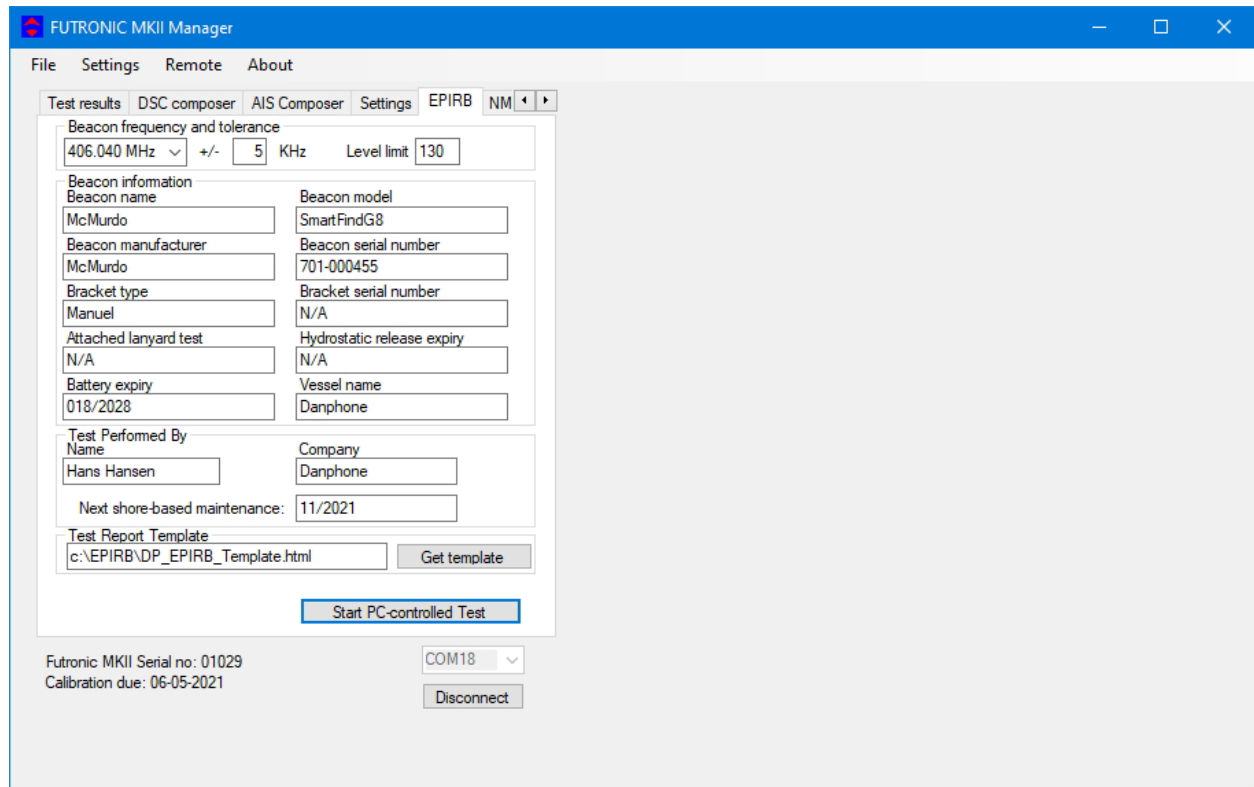 FUTRONIC MKII Manager
File Settings Remote About
Test results DSC composer AIS Composer Settings EPIRB NM
Beacon frequency and tolerance
406.040 MHz +/- 5 KHz Level limit 130
Beacon information
Beacon name Beacon model
McMurdo SmartFindG8
Beacon manufacturer Beacon serial number
McMurdo 701-000455
Bracket type Bracket serial number
Manuel N/A
Attached lanyard test Hydrostatic release expiry
N/A N/A
Battery expiry Vessel name
018/2028 Danphone
Test Performed By
Name Company
Hans Hansen Danphone
Next shore-based maintenance: 11/2021
Test Report Template
c:\EPIRB\DP_EPIRB_Template.html Get template
Start PC-controlled Test
Futronic MKII Serial no: 01029 COM18
Calibration due: 06-05-2021
Disconnect